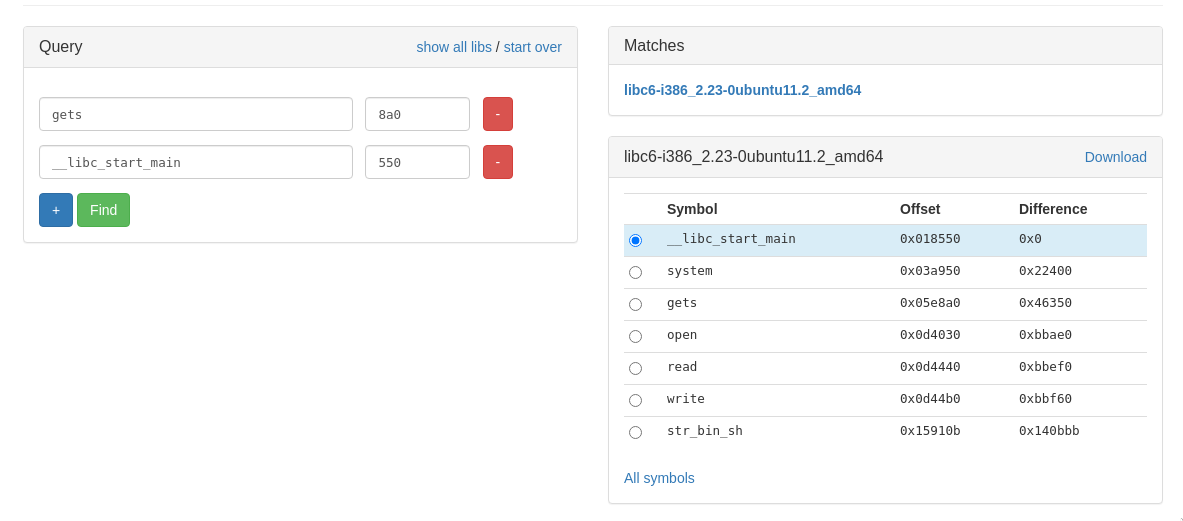 Query show all libs / start over
gets 8a0 -
__libc_start_main 550 -
+ Find
Matches
libc6-i386_2.23-0ubuntu11.2_amd64
libc6-i386_2.23-0ubuntu11.2_amd64 Download
Symbol Offset Difference
__libc_start_main 0x018550 0x0
system 0x03a950 0x22400
gets 0x05e8a0 0x46350
open 0x0d4030 0xbbae0
read 0x0d4440 0xbbef0
write 0x0d44b0 0xbbf60
str_bin_sh 0x15910b 0x140bbb
All symbols